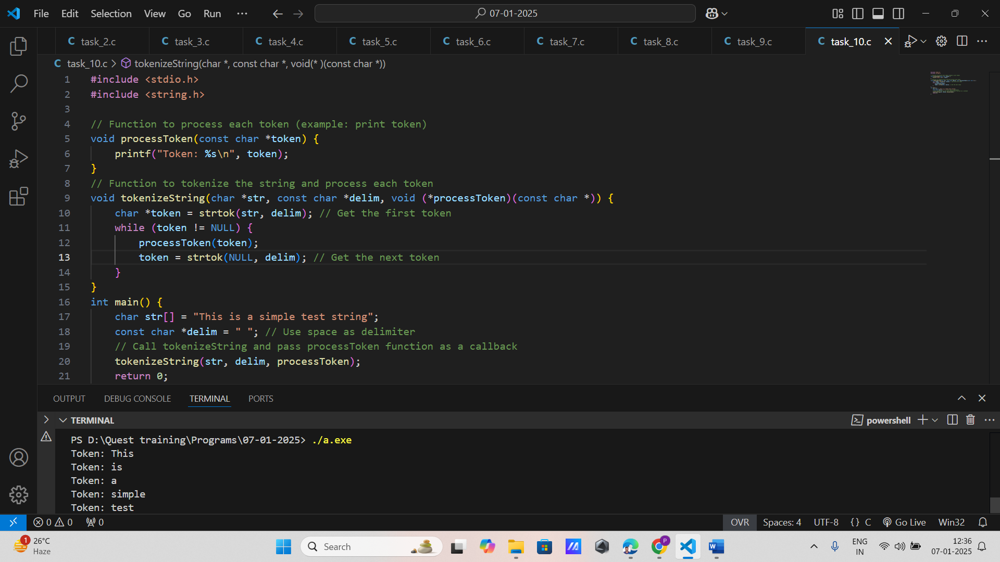 File Edit Selection View Go Run ··· 07-01-2025
C task_2.c C task_3.c C task_4.c C task_5.c C task_6.c C task_7.c C task_8.c C task_9.c C task_10.c
C task_10.c > tokenizeString(char *, const char *, void(* )(const char *))
1 #include <stdio.h>
2 #include <string.h>
3
4 // Function to process each token (example: print token)
5 void processToken(const char *token) {
6 printf("Token: %s\n", token);
7 }
8 // Function to tokenize the string and process each token
9 void tokenizeString(char *str, const char *delim, void (*processToken)(const char *)) {
10 char *token = strtok(str, delim); // Get the first token
11 while (token != NULL) {
12 processToken(token);
13 token = strtok(NULL, delim); // Get the next token
14 }
15 }
16 int main() {
17 char str[] = "This is a simple test string";
18 const char *delim = " "; // Use space as delimiter
19 // Call tokenizeString and pass processToken function as a callback
20 tokenizeString(str, delim, processToken);
21 return 0;
OUTPUT DEBUG CONSOLE TERMINAL PORTS
TERMINAL powershell
PS D:\Quest training\Programs\07-01-2025> ./a.exe
Token: This
Token: is
Token: a
Token: simple
Token: test
0 0 0 OVR Spaces: 4 UTF-8 {} C Go Live Win32
1 26°C
Haze
Search
P
W
ENG
IN
12:36
07-01-2025